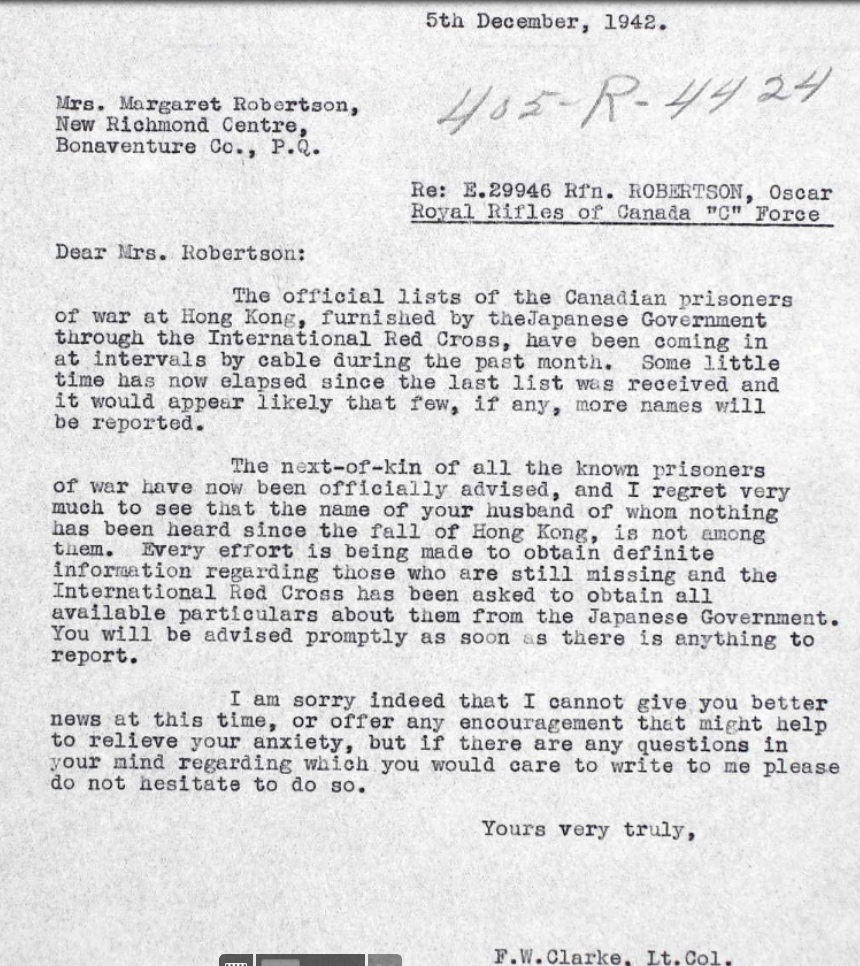 5th December, 1942.
405-R-4424
Mrs. Margaret Robertson,
New Richmond Centre,
Bonaventure Co., P.Q.
Re: E.29946 Rfn. ROBERTSON, Oscar
Royal Rifles of Canada "C" Force
Dear Mrs. Robertson:
The official lists of the Canadian prisoners
of war at Hong Kong, furnished by theJapanese Government
through the International Red Cross, have been coming in
at intervals by cable during the past month. Some little
time has now elapsed since the last list was received and
it would appear likely that few, if any, more names will
be reported.
The next-of-kin of all the known prisoners
of war have now been officially advised, and I regret very
much to see that the name of your husband of whom nothing
has been heard since the fall of Hong Kong, is not among
them. Every effort is being made to obtain definite
information regarding those who are still missing and the
International Red Cross has been asked to obtain all
available particulars about them from the Japanese Government.
You will be advised promptly as soon as there is anything to
report.
I am sorry indeed that I cannot give you better
news at this time, or offer any encouragement that might help
to relieve your anxiety, but if there are any questions in
your mind regarding which you would care to write to me please
do not hesitate to do so.
Yours very truly,
F.W.Clarke, Lt.Col.